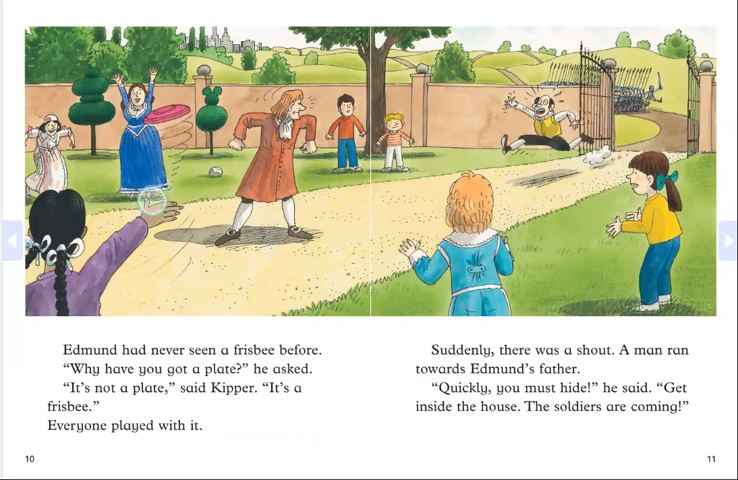 Edmund had never seen a frisbee before.
“Why have you got a plate?” he asked.
“It’s not a plate,” said Kipper. “It’s a
frisbee.”
Everyone played with it.
10
Suddenly, there was a shout. A man ran
towards Edmund’s father.
“Quickly, you must hide!” he said. “Get
inside the house. The soldiers are coming!”
11